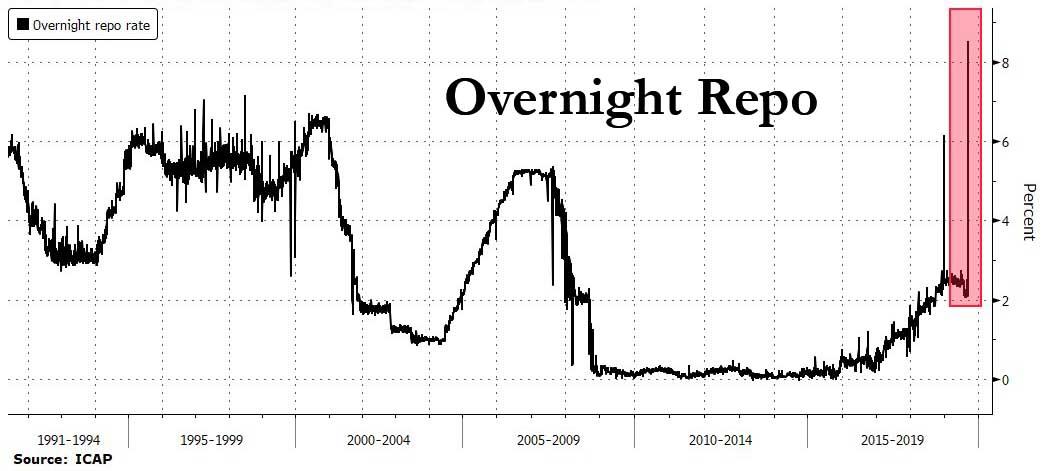 Overnight repo rate
Overnight Repo
8
6
4
2
0
Percent
1991-1994 1995-1999 2000-2004 2005-2009 2010-2014 2015-2019
Source: ICAP